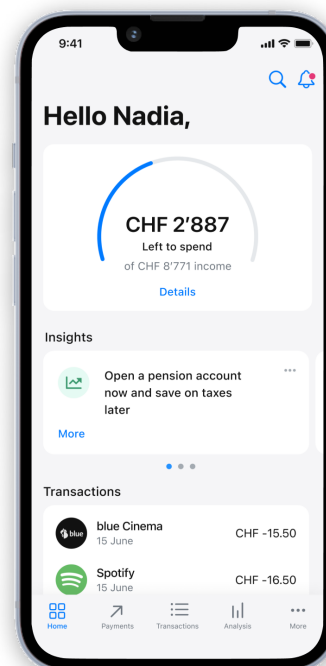 9:41
Hello Nadia,
CHF 2’887
Left to spend
of CHF 8’771 income
Details
Insights
Open a pension account
now and save on taxes
later
More
Transactions
blue
blue Cinema
15 June
CHF -15.50
Spotify
15 June
CHF -16.50
Home
Payments
Transactions
Analysis
More